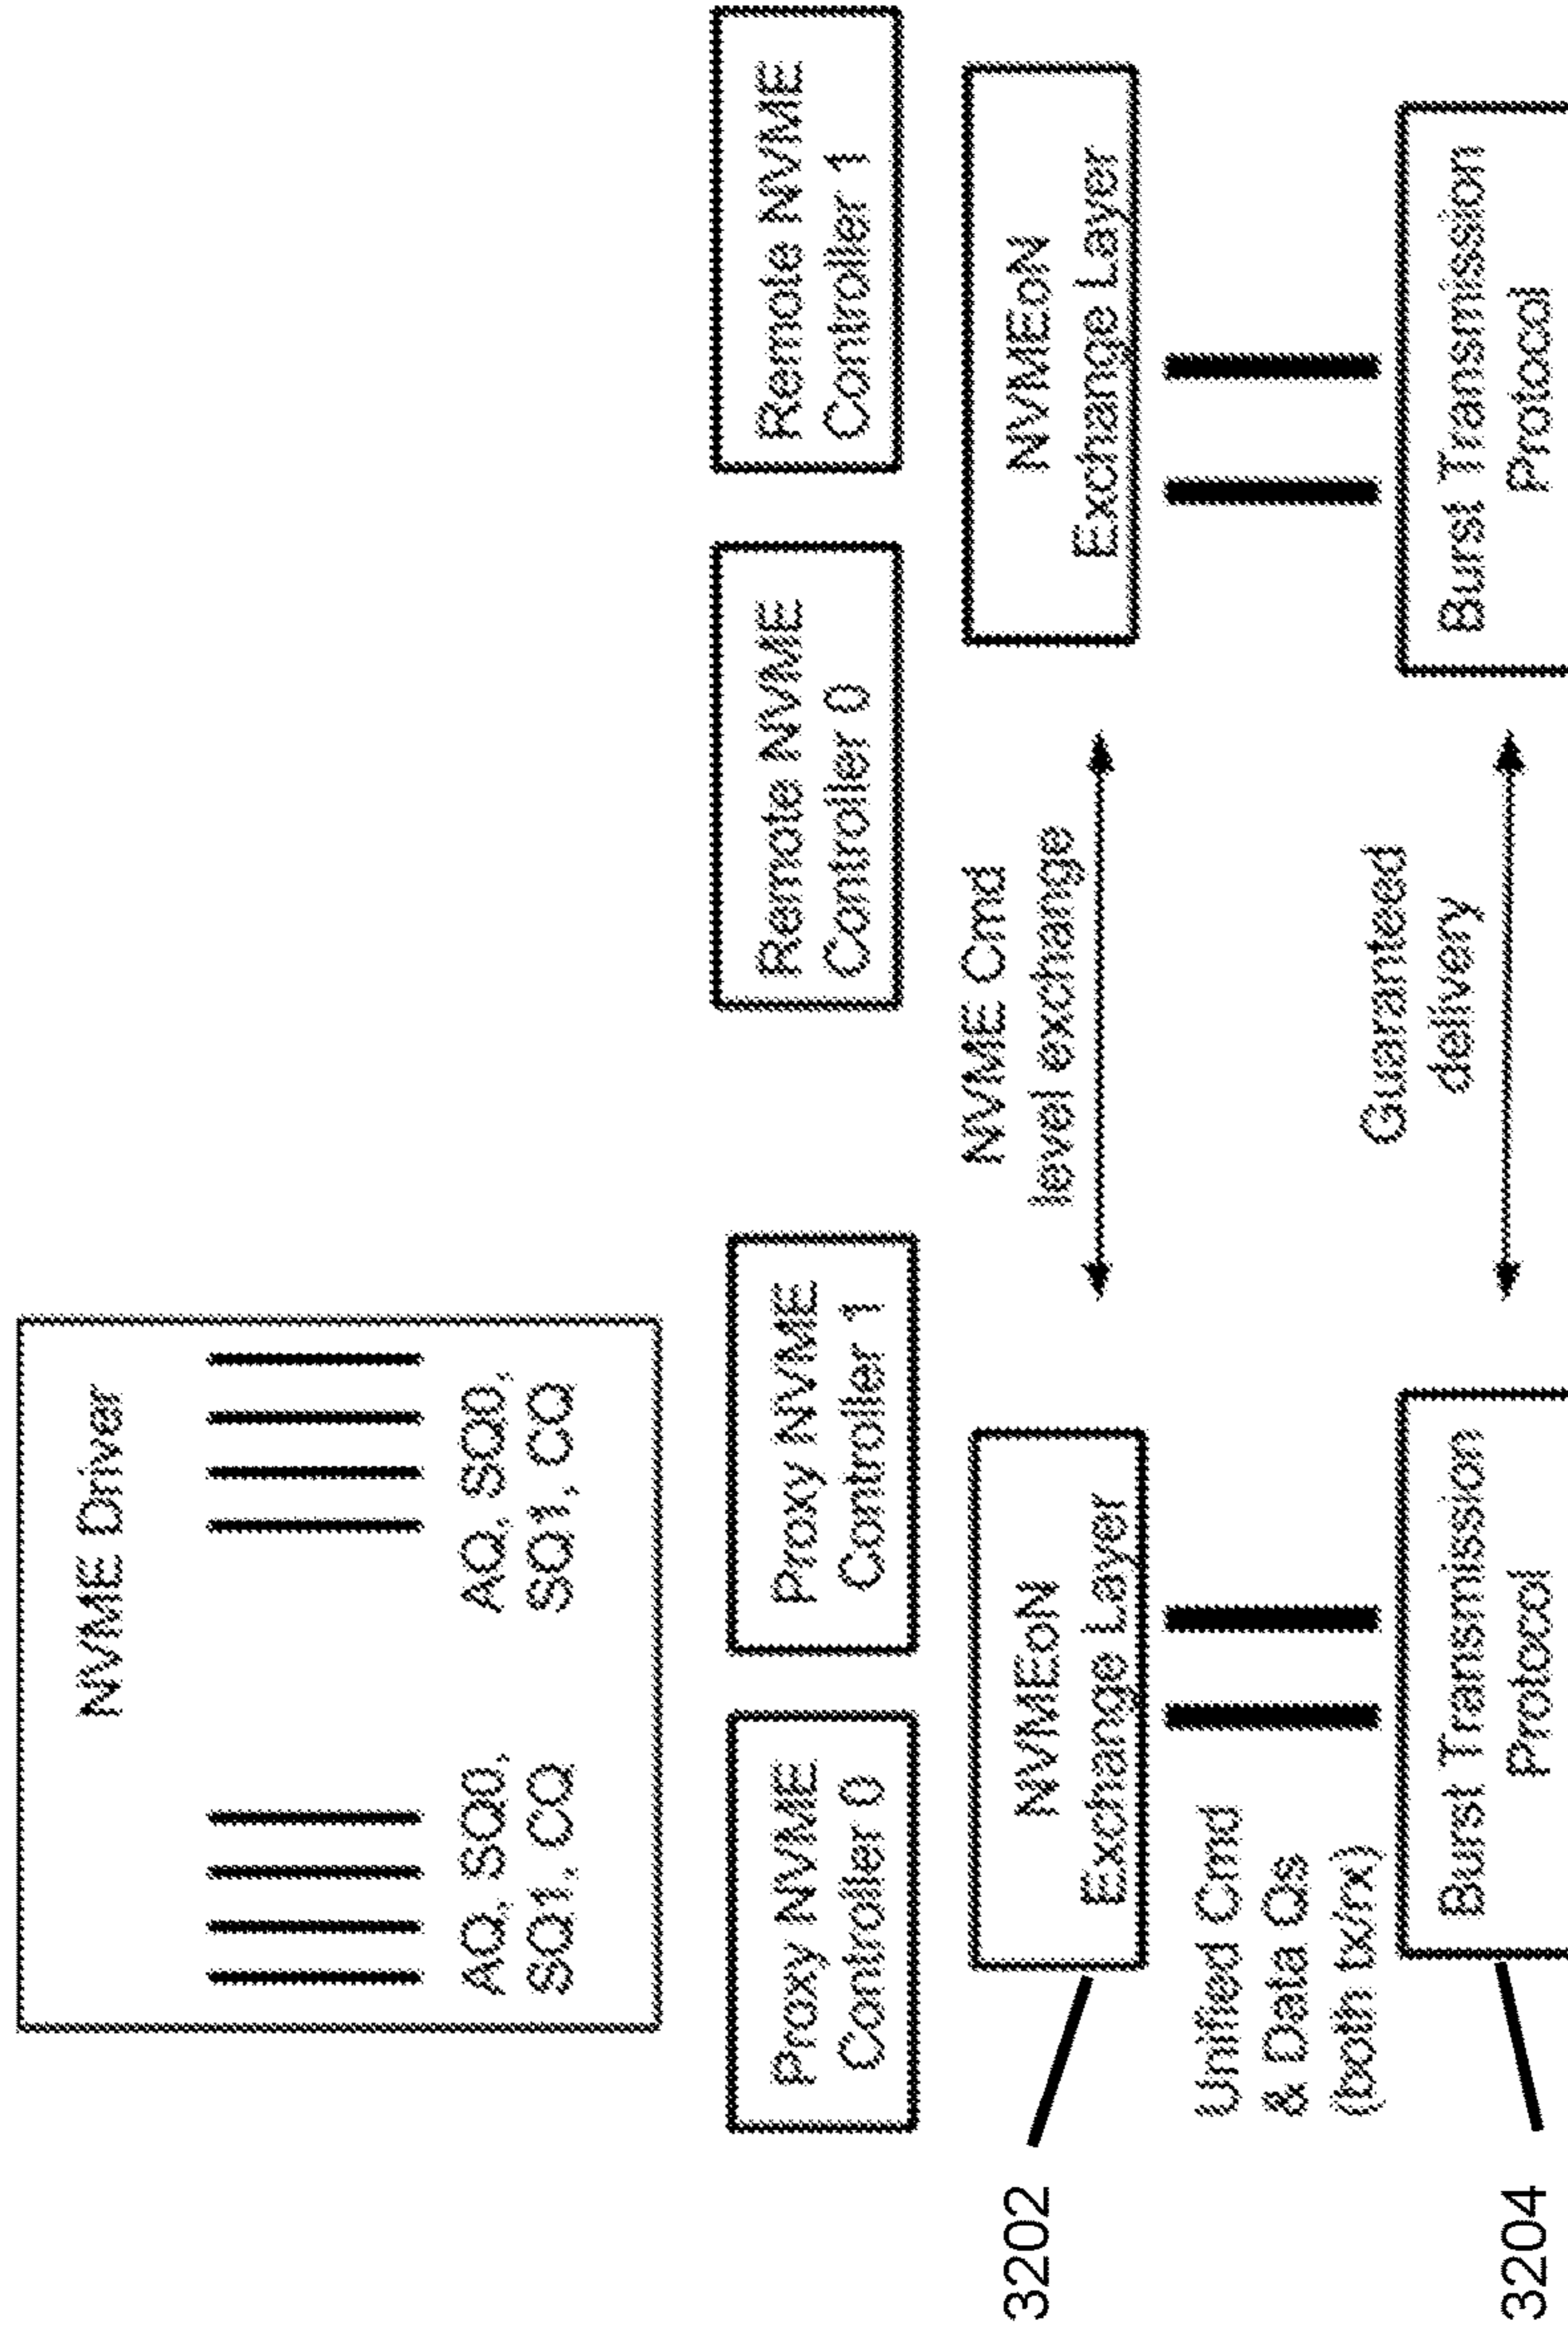 NVME Driver
AQ, SQ0,
SQ1, CQ
AQ, SQ0,
SQ1, CQ
Proxy NVME
Controller 0
Proxy NVME
Controller 1
Remote NVME
Controller 0
Remote NVME
Controller 1
3202
NVMEoN
Exchange Layer
NVME Cmd
level exchange
NVMEoN
Exchange Layer
Unified Cmd
& Data Qs
(both tx/rx)
3204
Burst Transmission
Protocol
Guaranteed
delivery
Burst Transmission
Protocol